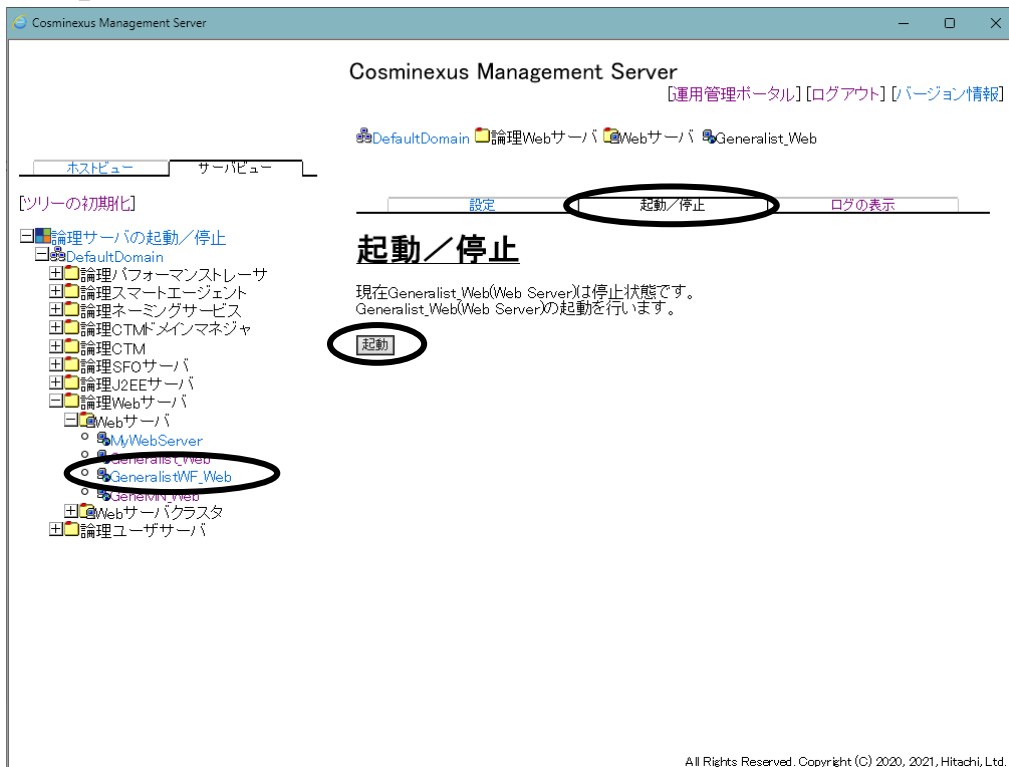 Cosminexus Management Server
Cosminexus Management Server
[運用管理ポータル] [ログアウト] [バージョン情報]
DefaultDomain 論理Webサーバ Webサーバ Generalist_Web
ホストビュー サーバビュー
[ツリーの初期化]
設定 起動／停止 ログの表示
論理サーバの起動／停止
DefaultDomain
論理パフォーマンストレーサ
論理スマートエージェント
論理ネーミングサービス
論理CTMドメインマネジャ
論理CTM
論理SFOサーバ
論理J2EEサーバ
論理Webサーバ
Webサーバ
MyWebServer
Generalist_Web
GeneralistWF_Web
GeneMN_Web
Webサーバクラスタ
論理ユーザサーバ
起動／停止
現在Generalist_Web(Web Server)は停止状態です。
Generalist_Web(Web Server)の起動を行います。
起動
All Rights Reserved. Copyright (C) 2020, 2021, Hitachi, Ltd.